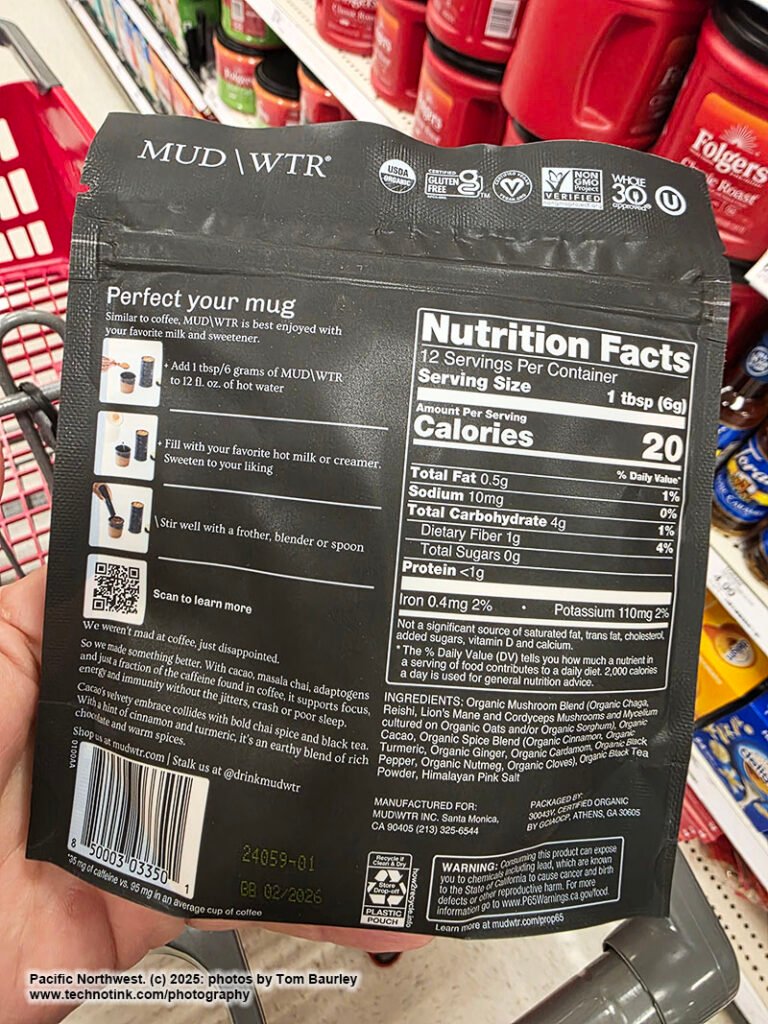 MUD\WTR®
USDA
ORGANIC
CERTIFIED
GLUTEN
FREE
NON
GMO
Project
VERIFIED
WHOLE
30
approved®
U
Perfect your mug
Similar to coffee, MUD\WTR is best enjoyed with
your favorite milk and sweetener.
• Add 1 tbsp/6 grams of MUD\WTR
to 12 fl. oz. of hot water
• Fill with your favorite hot milk or creamer.
Sweeten to your liking
\ Stir well with a frother, blender or spoon
Scan to learn more
We weren't mad at coffee, just disappointed.
So we made something better. With cacao, masala chai, adaptogens
and just a fraction of the caffeine found in coffee, it supports focus,
energy and immunity without the jitters, crash or poor sleep.
Cacao's velvety embrace collides with bold chai spice and black tea.
With a hint of cinnamon and turmeric, it's an earthy blend of rich
chocolate and warm spices.
Shop us at mudwtr.com | Stalk us at @drinkmudwtr
8 50003 03350 1
*35 mg of caffeine vs. 95 mg in an average cup of coffee
24059-01
BB 02/2026
Nutrition Facts
12 Servings Per Container
Serving Size 1 tbsp (6g)
Amount Per Serving
Calories 20
% Daily Value*
Total Fat 0.5g 1%
Sodium 10mg 0%
Total Carbohydrate 4g 1%
Dietary Fiber 1g 4%
Total Sugars 0g
Protein <1g
Iron 0.4mg 2% • Potassium 110mg 2%
Not a significant source of saturated fat, trans fat, cholesterol,
added sugars, vitamin D and calcium.
* The % Daily Value (DV) tells you how much a nutrient in
a serving of food contributes to a daily diet. 2,000 calories
a day is used for general nutrition advice.
INGREDIENTS: Organic Mushroom Blend (Organic Chaga,
Reishi, Lion's Mane and Cordyceps Mushrooms and Mycelium
cultured on Organic Oats and/or Organic Sorghum), Organic
Cacao, Organic Spice Blend (Organic Cinnamon, Organic
Turmeric, Organic Ginger, Organic Cardamom, Organic Black
Pepper, Organic Nutmeg, Organic Cloves), Organic Black Tea
Powder, Himalayan Pink Salt
MANUFACTURED FOR:
MUD\WTR INC. Santa Monica,
CA 90405 (213) 325-6544
PACKAGED BY:
30043V. CERTIFIED ORGANIC
BY GCIAOCP, ATHENS, GA 30605
Recycle if
Clean & Dry
Store
Drop-off
PLASTIC
POUCH
how2recycle.info
WARNING: Consuming this product can expose
you to chemicals including lead, which are known
to the State of California to cause cancer and birth
defects or other reproductive harm. For more
information go to www.P65Warnings.ca.gov/food.
Learn more at mudwtr.com/prop65
Folgers
Classic Roast
Folgers
Folgers
4.99
Pacific Northwest. (c) 2025: photos by Tom Baurley
www.technotink.com/photography